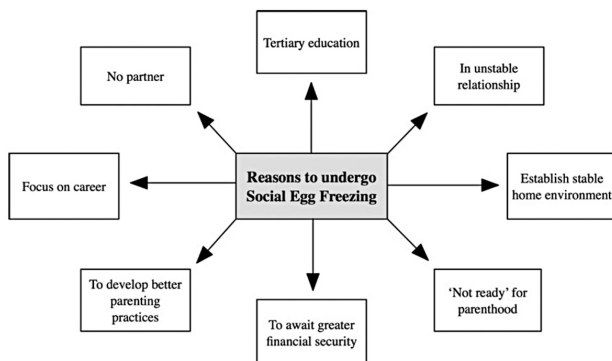 Tertiary education
No partner
In unstable
relationship
Reasons to undergo
Social Egg Freezing
Focus on career
Establish stable
home environment
To develop better
parenting
practices
To await greater
financial security
‘Not ready’ for
parenthood